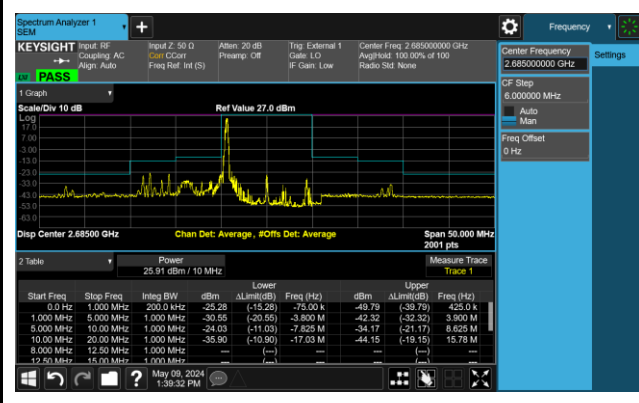 Spectrum Analyzer 1
SEM
Frequency
KEYSIGHT Input: RF
Coupling: AC
Align: Auto
Input Z: 50 Ω
Corr CCorr
Freq Ref: Int (S)
Atten: 20 dB
Preamp: Off
Trig: External 1
Gate: LO
IF Gain: Low
Center Freq: 2.685000000 GHz
Avg|Hold: 100.00% of 100
Radio Std: None
PASS
Center Frequency
2.685000000 GHz
Settings
CF Step
6.000000 MHz
Auto
Man
Freq Offset
0 Hz
1 Graph
Scale/Div 10 dB
Ref Value 27.0 dBm
Log
17.0
7.00
-3.00
-13.0
-23.0
-33.0
-43.0
-53.0
-63.0
Disp Center 2.68500 GHz
Chan Det: Average, #Offs Det: Average
Span 50.000 MHz
2001 pts
2 Table
Power
25.91 dBm / 10 MHz
Measure Trace
Trace 1
Lower Upper
Start Freq Stop Freq Integ BW dBm ΔLimit(dB) Freq (Hz) dBm ΔLimit(dB) Freq (Hz)
0.0 Hz 1.000 MHz 200.0 kHz -25.28 (-15.28) -75.00 k -49.79 (-39.79) 425.0 k
1.000 MHz 5.000 MHz 1.000 MHz -30.55 (-20.55) -3.800 M -42.32 (-32.32) 3.900 M
5.000 MHz 10.00 MHz 1.000 MHz -24.03 (-11.03) -7.825 M -34.17 (-21.17) 8.625 M
10.00 MHz 20.00 MHz 1.000 MHz -35.90 (-10.90) -17.03 M -44.15 (-19.15) 15.78 M
8.000 MHz 12.50 MHz 1.000 MHz --- (---) --- --- (---) ---
12.50 MHz 15.00 MHz 1.000 MHz --- (---) --- --- (---) ---
May 09, 2024
1:39:32 PM